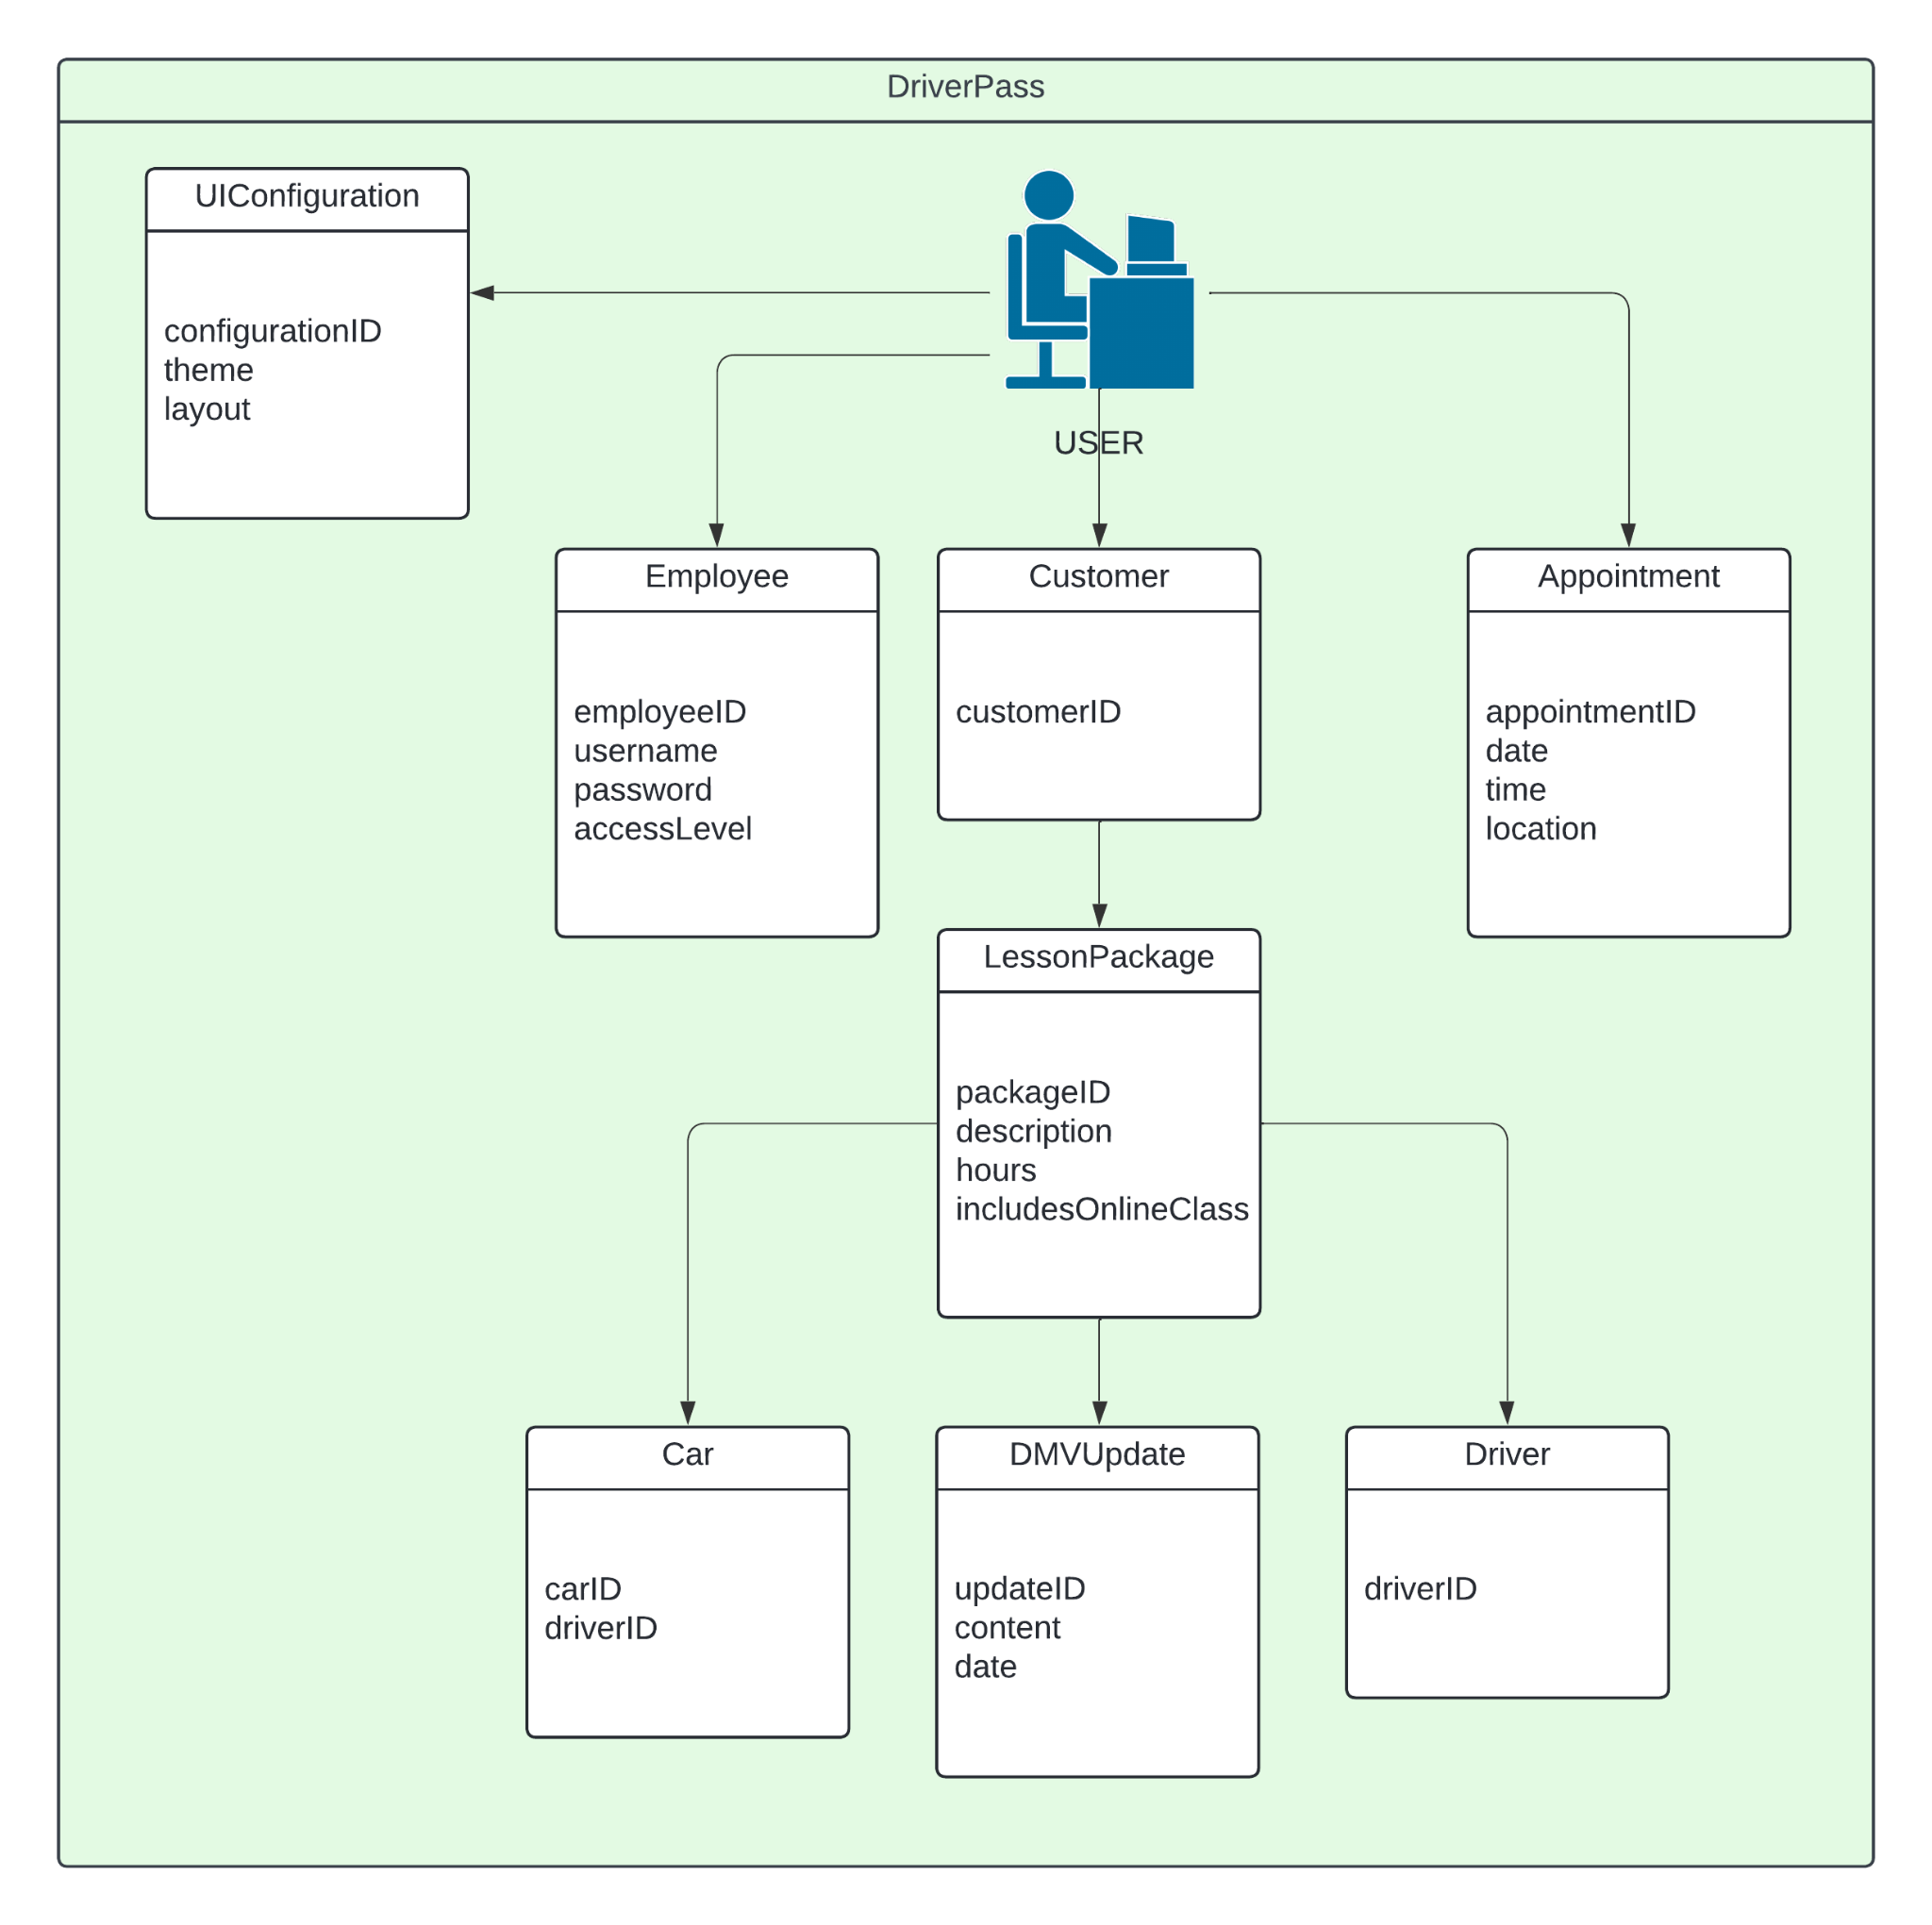 DriverPass
UIConfiguration
configurationID
theme
layout
USER
Employee
employeeID
username
password
accessLevel
Customer
customerID
Appointment
appointmentID
date
time
location
LessonPackage
packageID
description
hours
includesOnlineClass
Car
carID
driverID
DMVUpdate
updateID
content
date
Driver
driverID